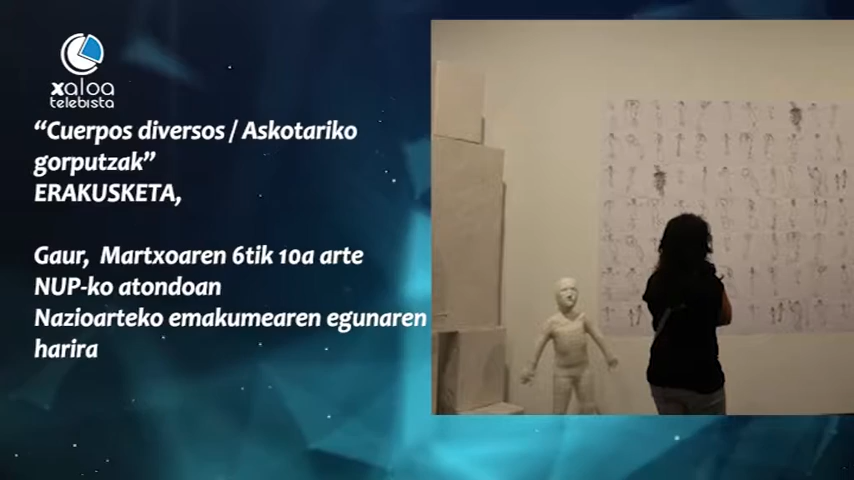 xaloa
telebista
“Cuerpos diversos / Askotariko
gorputzak”
ERAKUSKETA,
Gaur, Martxoaren 6tik 10a arte
NUP-ko atondoan
Nazioarteko emakumearen egunaren
harira